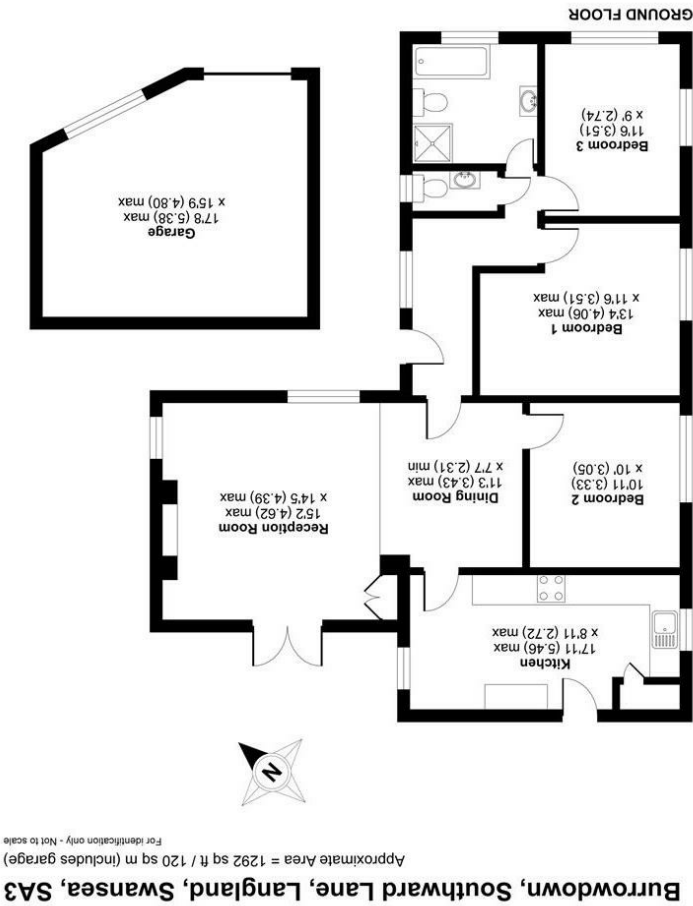 Burrowdown, Southward Lane, Langland, Swansea, SA3
Approximate Area = 1292 sq ft / 120 sq m (includes garage)
For identification only - Not to scale
N
Kitchen
17'11 (5.46) max
x 8'11 (2.72) max
Bedroom 2
10'11 (3.33)
x 10' (3.05)
Dining Room
11'3 (3.43) max
x 7'7 (2.31) min
Reception Room
15'2 (4.62) max
x 14'5 (4.39) max
Bedroom 1
13'4 (4.06) max
x 11'6 (3.51) max
Garage
17'8 (5.38) max
x 15'9 (4.80) max
Bedroom 3
11'6 (3.51)
x 9' (2.74)
GROUND FLOOR